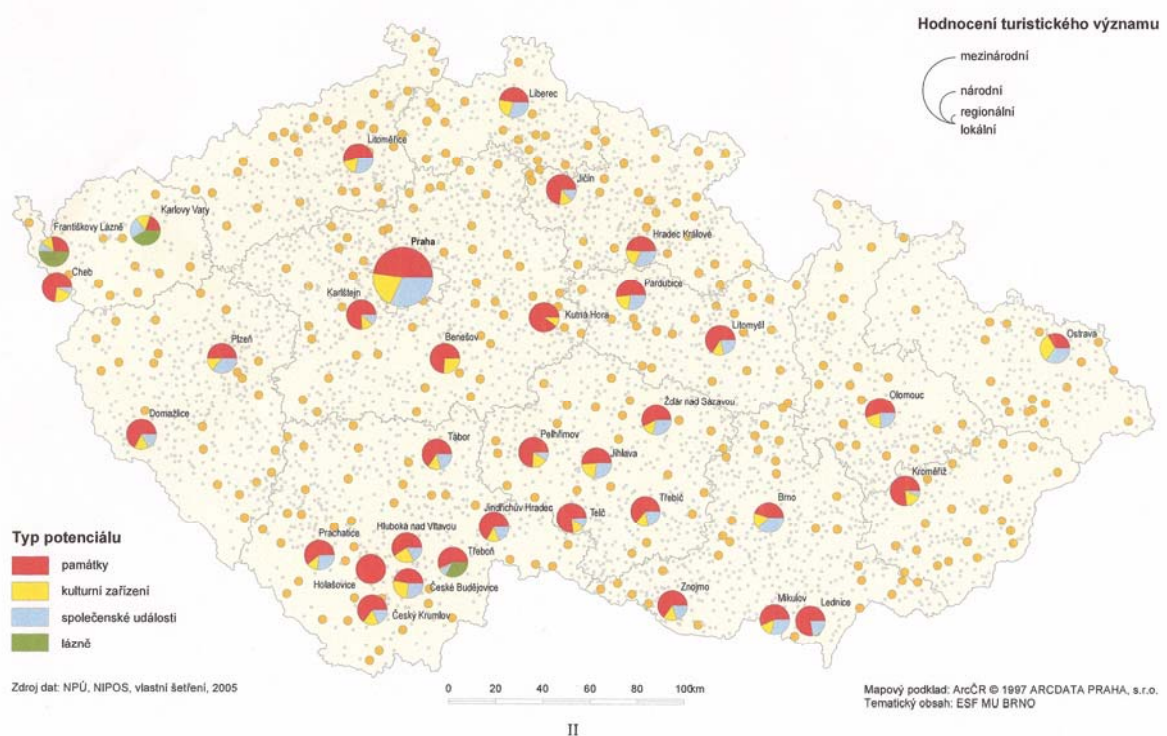 Hodnocení turistického významu
mezinárodní
národní
regionální
lokální
Liberec
Litoměřice
Jičín
Karlovy Vary
Františkovy Lázně
Praha
Hradec Králové
Cheb
Pardubice
Karlštejn
Kutná Hora
Litomyšl
Plzeň
Benešov
Ostrava
Domažlice
Žďár nad Sázavou
Olomouc
Tábor
Pelhřimov
Jihlava
Kroměříž
Jindřichův Hradec
Telč
Třebíč
Brno
Prachatice
Hluboká nad Vltavou
Třeboň
Holašovice
České Budějovice
Znojmo
Mikulov
Lednice
Český Krumlov
Typ potenciálu
památky
kulturní zařízení
společenské události
lázně
Zdroj dat: NPÚ, NIPOS, vlastní šetření, 2005
0 20 40 60 80 100km
Mapový podklad: ArcČR © 1997 ARCDATA PRAHA, s.r.o.
Tematický obsah: ESF MU BRNO
II